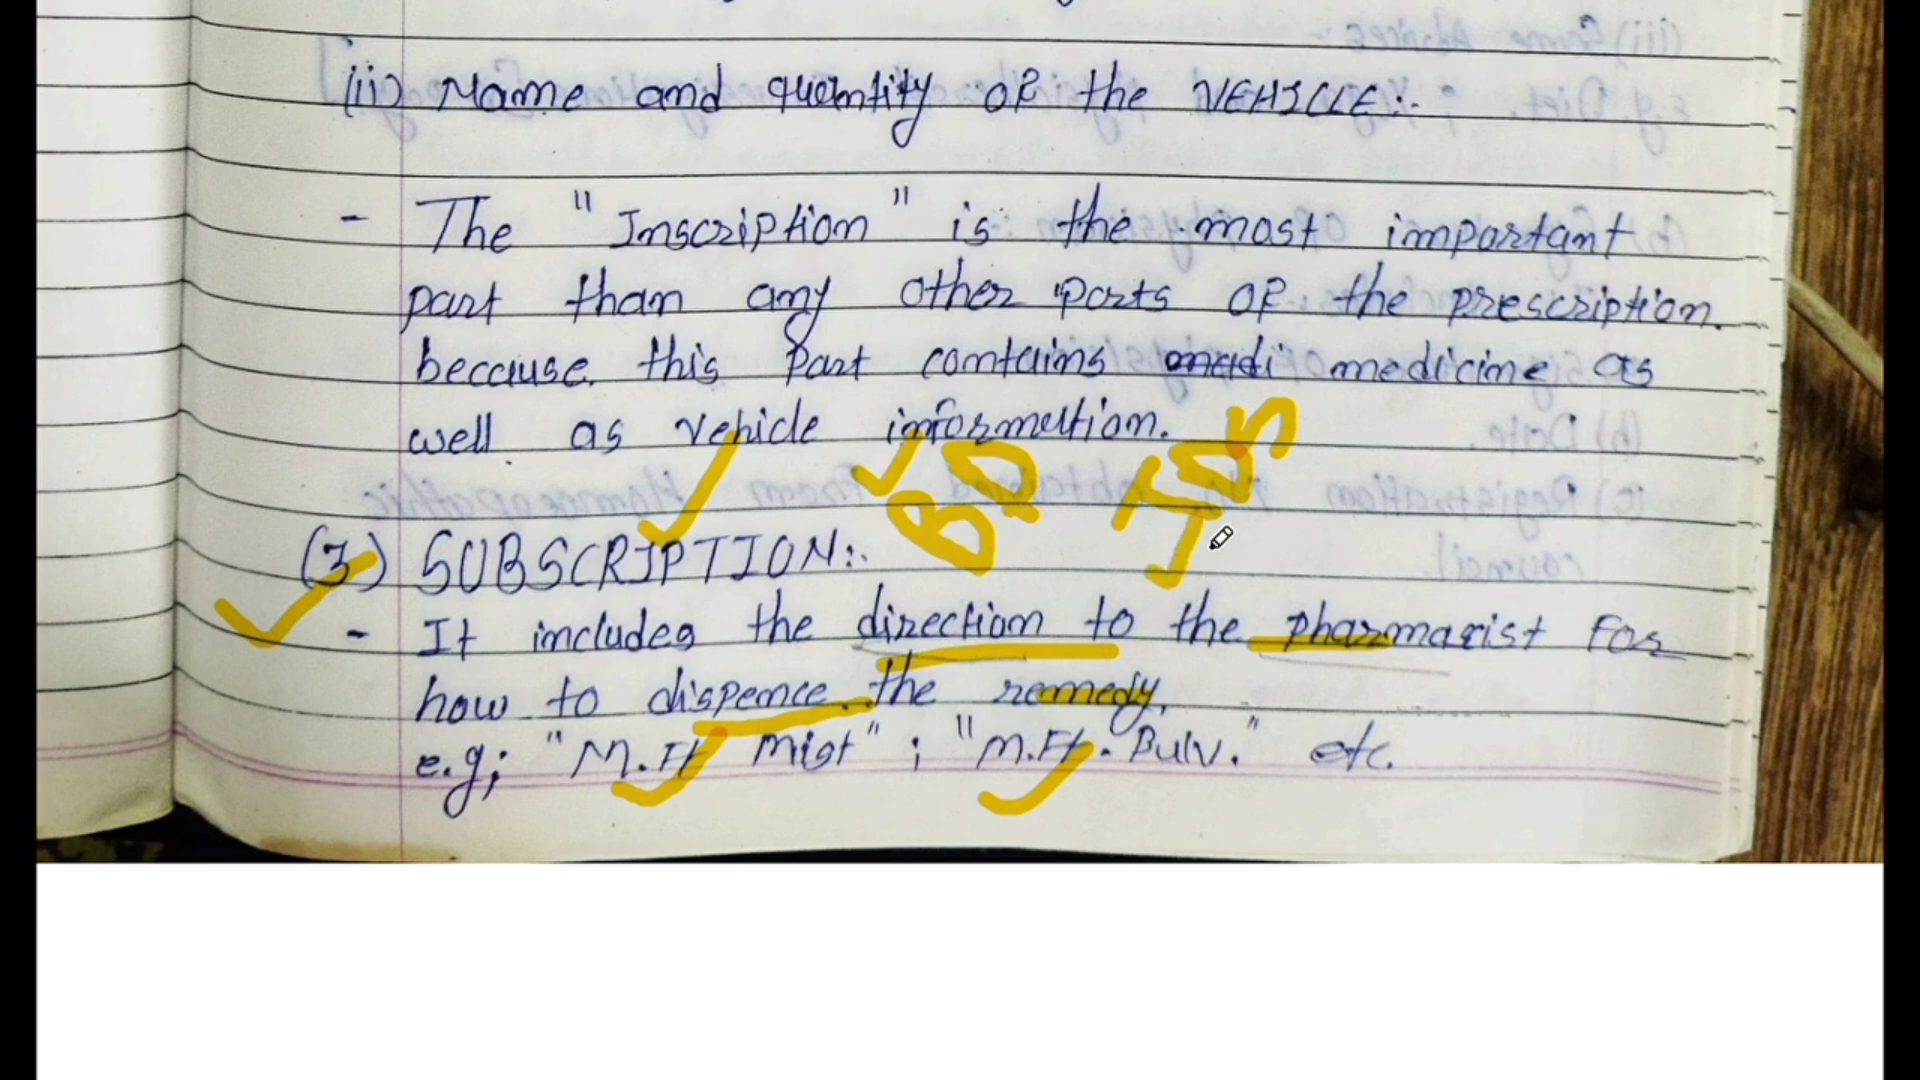 (ii) Name and quantity of the VEHICLE:-
- The "Inscription" is the most important
part than any other parts of the prescription.
because this part contains medicine as
well as vehicle information.
BD TDS
(3) SUBSCRIPTION:-
- It includes the direction to the pharmacist for
how to dispence the remedy.
e.g; "M.Ft Mist" ; "M.Ft. Pulv." etc.